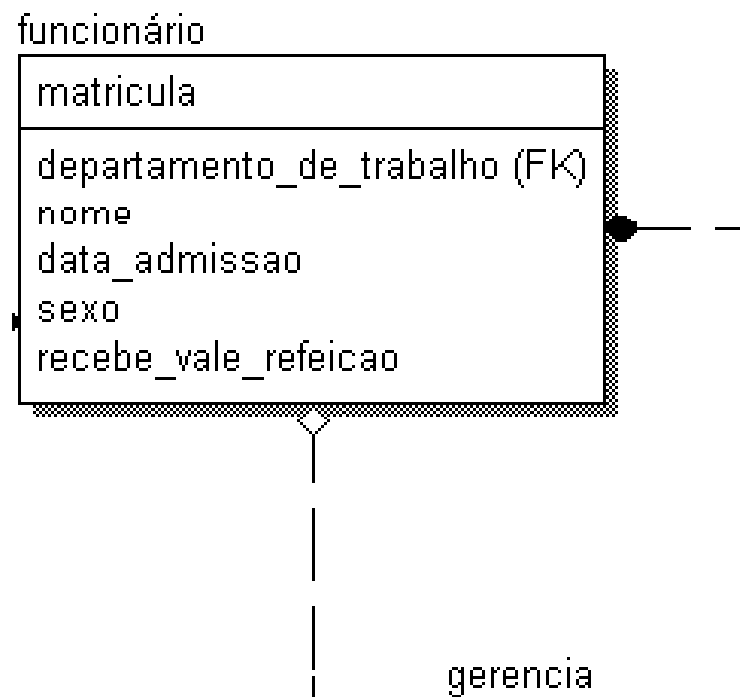 funcionário
matricula
departamento_de_trabalho (FK)
nome
data_admissao
sexo
recebe_vale_refeicao
gerencia